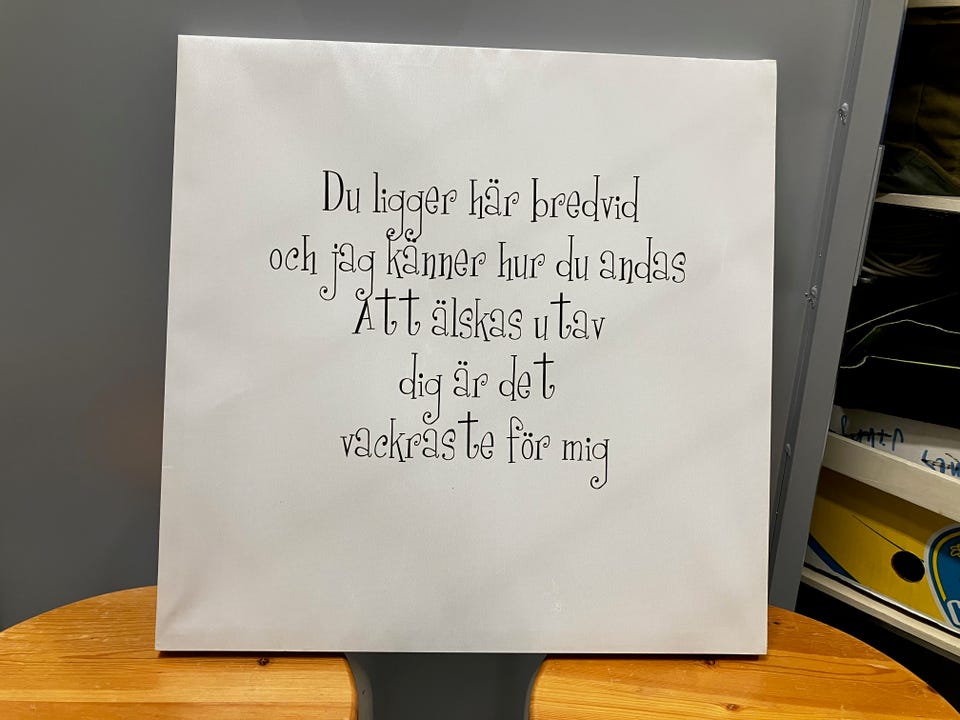 Du ligger här bredvid
och jag känner hur du andas
Att älskas utav
dig är det
vackraste för mig